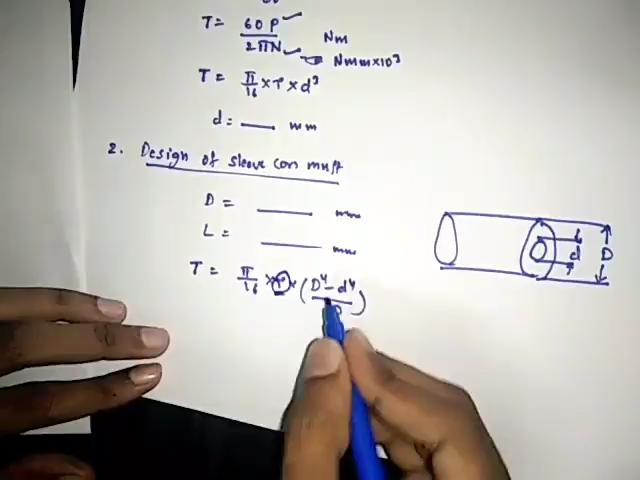 T = 60 P / 2πN Nm
Nmm×10³
T = π/16 × τ × d³
d = ___ mm
2. Design of sleeve (or) muff
D = ___ mm
L = ___ mm
T = π/16 × τ × (D⁴ - d⁴ / D)
d D